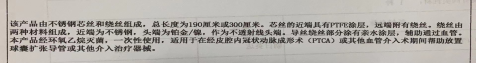 该产品由不锈钢芯丝和绕丝组成，总长度为190厘米或300厘米。芯丝的近端具有PTFE涂层，远端附有绕丝。绕丝由
两种材料组成，近端为不锈钢，头端为铂金/镍，作为不透射线头端。导丝绕丝部分涂有亲水涂层，辅助通过血管。
本产品经环氧乙烷灭菌，一次性使用，适用于在经皮腔内冠状动脉成形术（PTCA）或其他血管介入术期间帮助放置
球囊扩张导管或其他介入治疗器械。